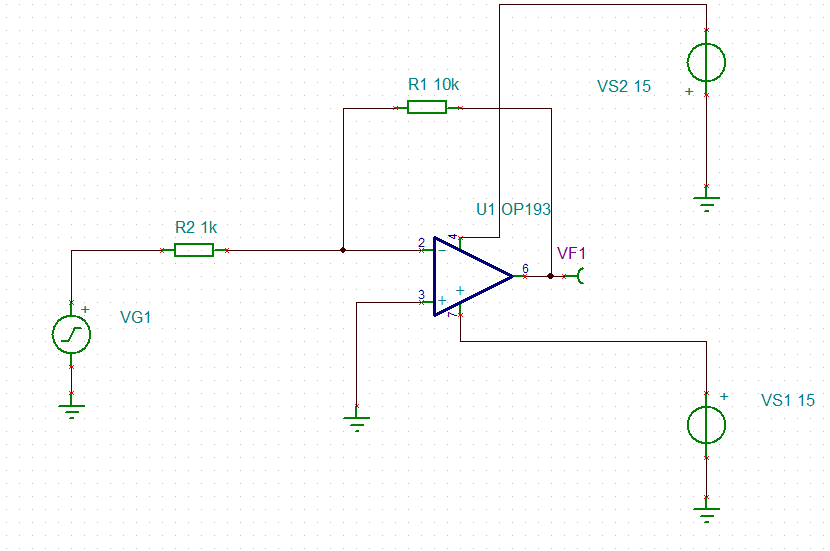 R1 10k
VS2 15
+
U1 OP193
R2 1k
4
2
-
VF1
6
3
+
+
7
+
VG1
+
VS1 15